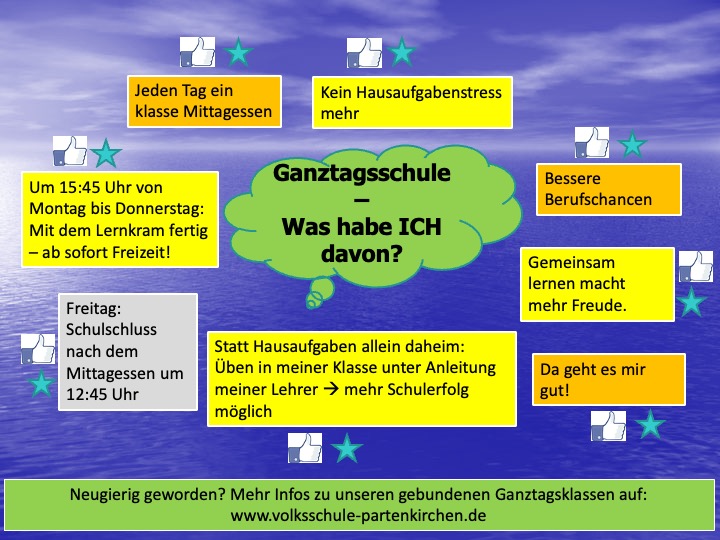 Jeden Tag ein
klasse Mittagessen
Kein Hausaufgabenstress
mehr
Ganztagsschule
–
Was habe ICH
davon?
Bessere
Berufschancen
Um 15:45 Uhr von
Montag bis Donnerstag:
Mit dem Lernkram fertig
– ab sofort Freizeit!
Gemeinsam
lernen macht
mehr Freude.
Freitag:
Schulschluss
nach dem
Mittagessen um
12:45 Uhr
Statt Hausaufgaben allein daheim:
Üben in meiner Klasse unter Anleitung
meiner Lehrer → mehr Schulerfolg
möglich
Da geht es mir
gut!
Neugierig geworden? Mehr Infos zu unseren gebundenen Ganztagsklassen auf:
www.volksschule-partenkirchen.de